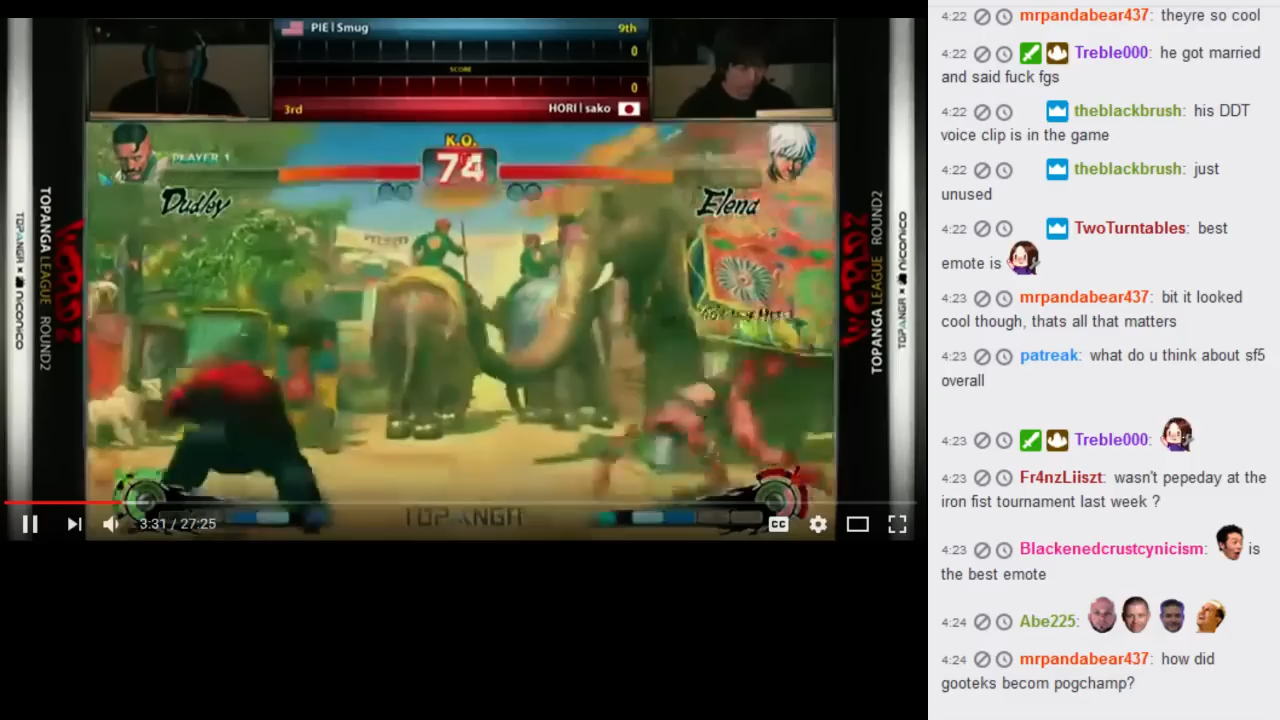 PIE | Smug
9th
0
SCORE
0
3rd
HORI | sako
K.O.
PLAYER 1
74
Dudley
Elena
TOPANGA LEAGUE ROUND2
TOPANGA × niconico
TOPANGA LEAGUE ROUND2
TOPANGA × niconico
TOPANGA
3:31 / 27:25
CC
4:22 mrpandabear437: theyre so cool
4:22 Treble000: he got married
and said fuck fgs
4:22 theblackbrush: his DDT
voice clip is in the game
4:22 theblackbrush: just
unused
4:22 TwoTurntables: best
emote is
4:23 mrpandabear437: bit it looked
cool though, thats all that matters
4:23 patreak: what do u think about sf5
overall
4:23 Treble000:
4:23 Fr4nzLiiszt: wasn't pepeday at the
iron fist tournament last week ?
4:23 Blackenedcrustcynicism: is
the best emote
4:24 Abe225:
4:24 mrpandabear437: how did
gooteks becom pogchamp?